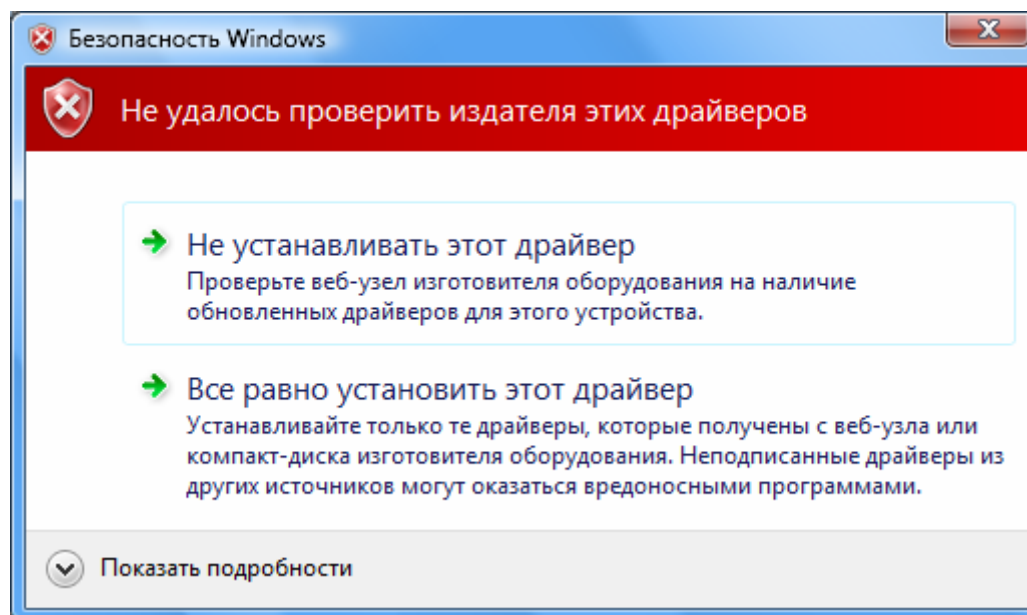 Безопасность Windows
Не удалось проверить издателя этих драйверов
Не устанавливать этот драйвер
Проверьте веб-узел изготовителя оборудования на наличие
обновленных драйверов для этого устройства.
Все равно установить этот драйвер
Устанавливайте только те драйверы, которые получены с веб-узла или
компакт-диска изготовителя оборудования. Неподписанные драйверы из
других источников могут оказаться вредоносными программами.
Показать подробности